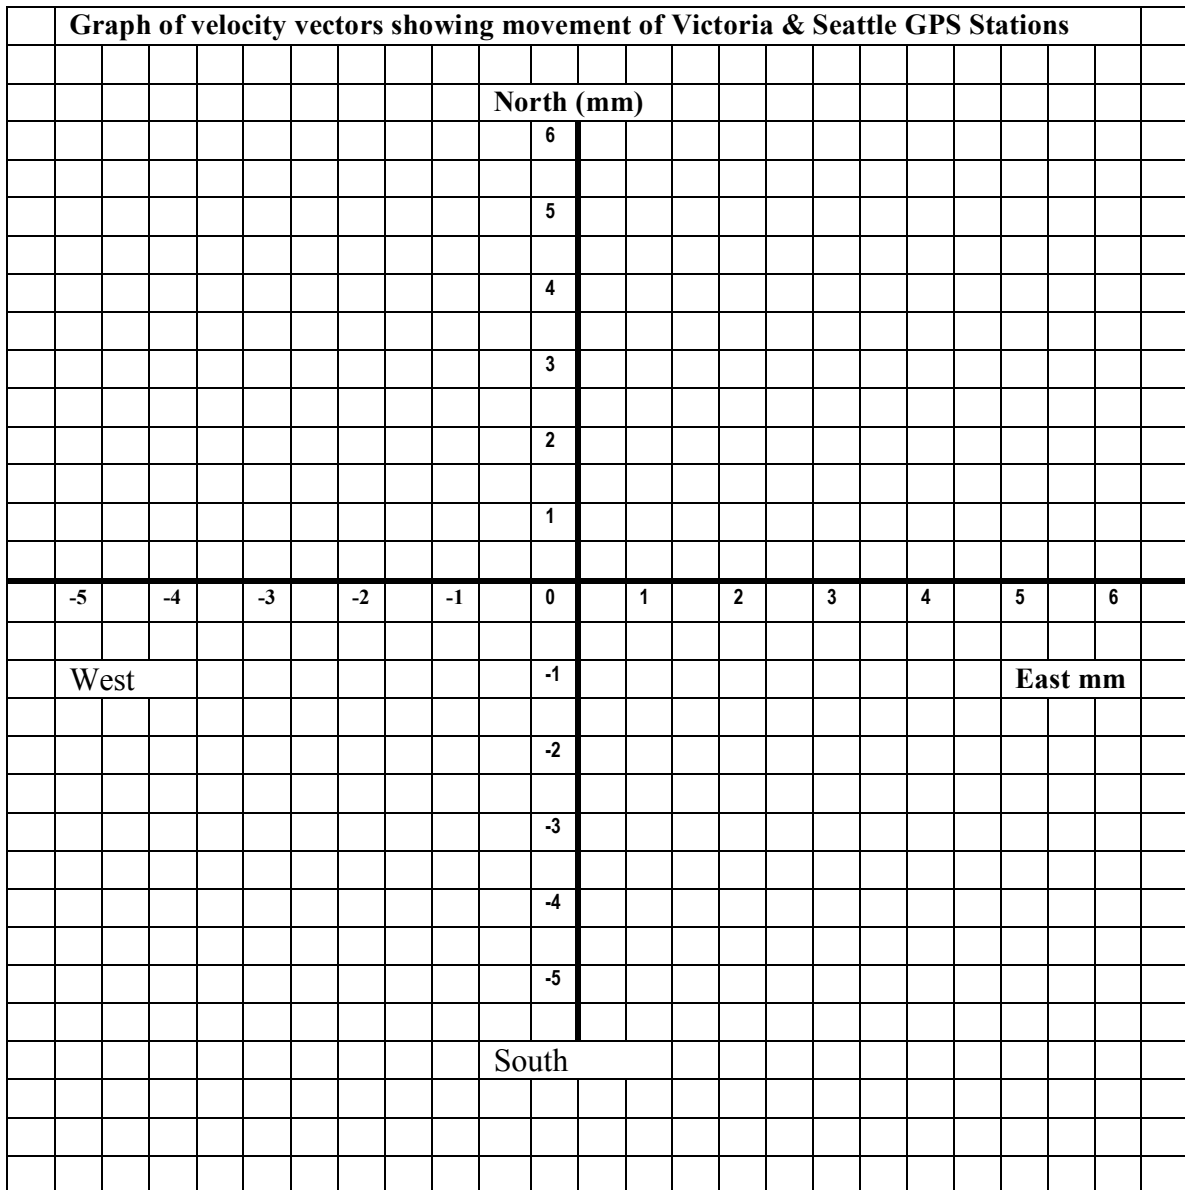 Graph of velocity vectors showing movement of Victoria & Seattle GPS Stations
North (mm)
6
5
4
3
2
1
-5 -4 -3 -2 -1 0 1 2 3 4 5 6
West -1 East mm
-2
-3
-4
-5
South